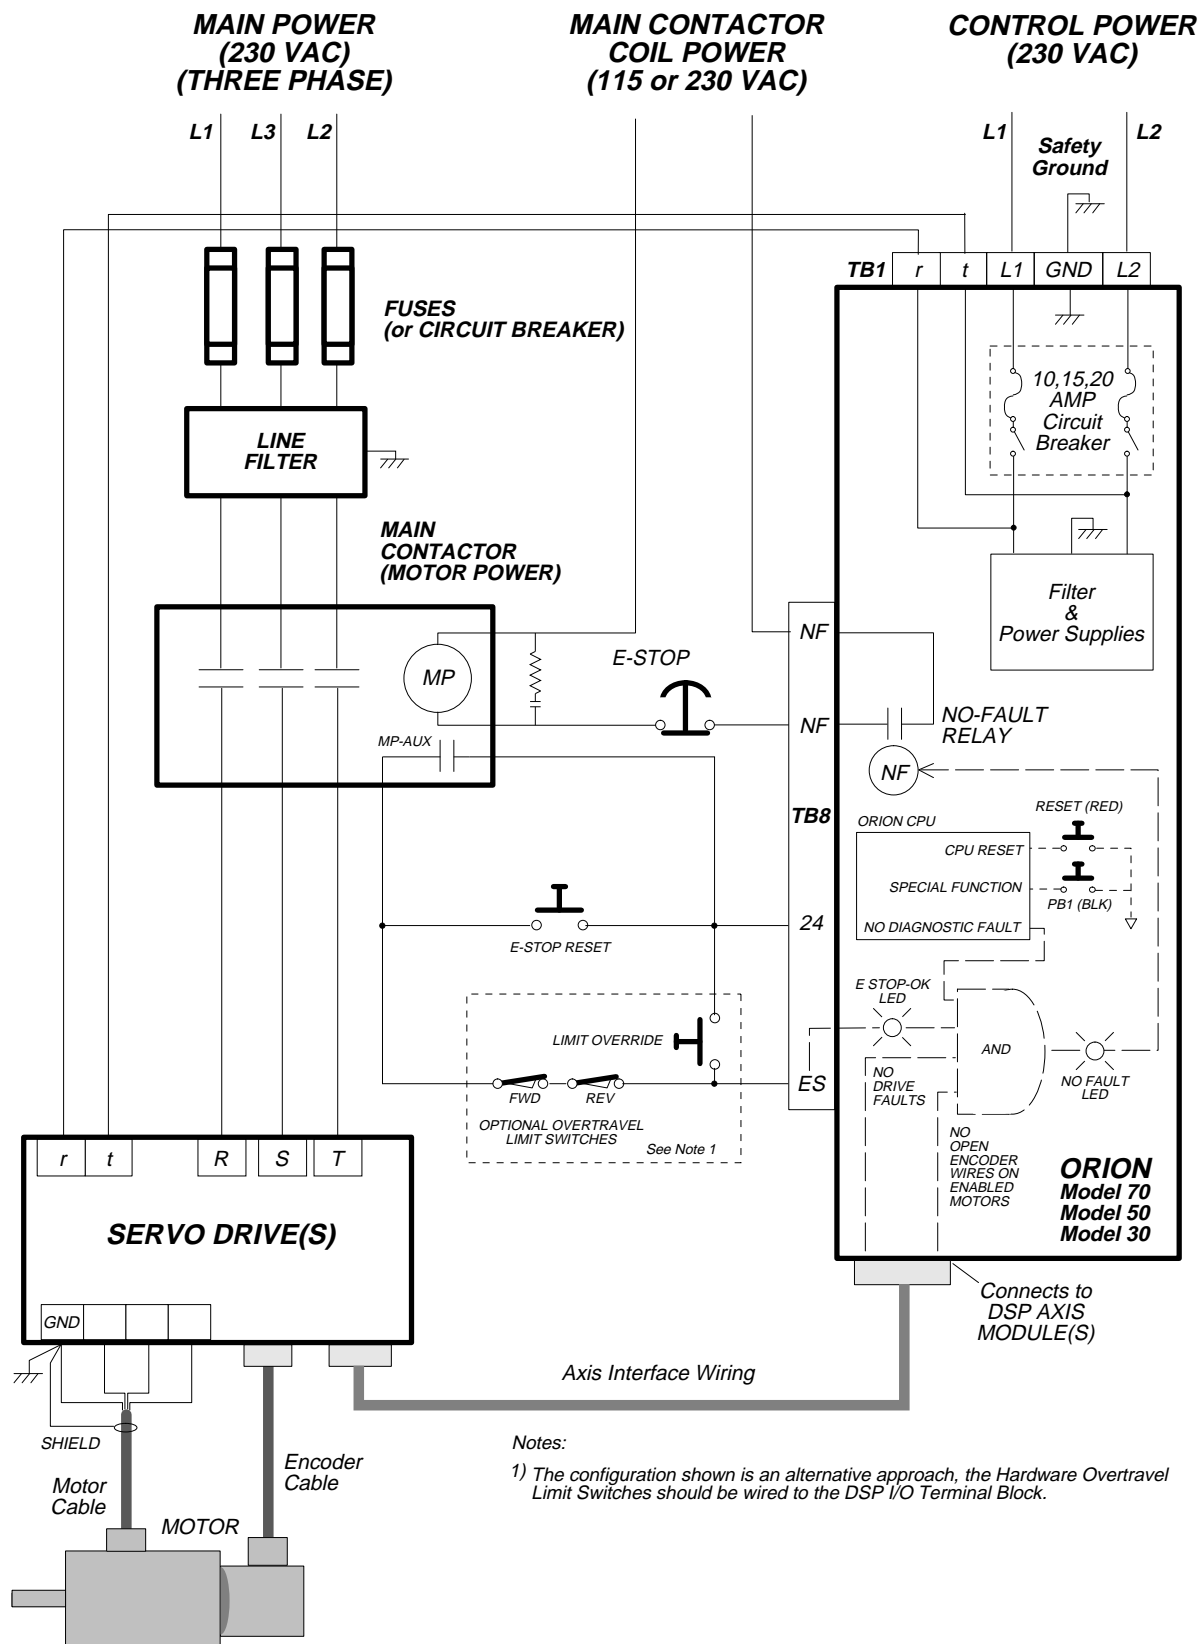 MAIN POWER
(230 VAC)
(THREE PHASE)
MAIN CONTACTOR
COIL POWER
(115 or 230 VAC)
CONTROL POWER
(230 VAC)
L1
L3
L2
L1
Safety
Ground
L2
TB1
r
t
L1
GND
L2
FUSES
(or CIRCUIT BREAKER)
10,15,20
AMP
Circuit
Breaker
LINE
FILTER
MAIN
CONTACTOR
(MOTOR POWER)
Filter
&
Power Supplies
MP
MP-AUX
E-STOP
NF
NF
TB8
24
ES
NO-FAULT
RELAY
NF
ORION CPU
RESET (RED)
CPU RESET
SPECIAL FUNCTION
PB1 (BLK)
NO DIAGNOSTIC FAULT
E-STOP RESET
E STOP-OK
LED
AND
NO FAULT
LED
NO
DRIVE
FAULTS
NO
OPEN
ENCODER
WIRES ON
ENABLED
MOTORS
LIMIT OVERRIDE
FWD
REV
OPTIONAL OVERTRAVEL
LIMIT SWITCHES
See Note 1
ORION
Model 70
Model 50
Model 30
r
t
R
S
T
SERVO DRIVE(S)
GND
Connects to
DSP AXIS
MODULE(S)
Axis Interface Wiring
SHIELD
Motor
Cable
Encoder
Cable
MOTOR
Notes:
1) The configuration shown is an alternative approach, the Hardware Overtravel
Limit Switches should be wired to the DSP I/O Terminal Block.